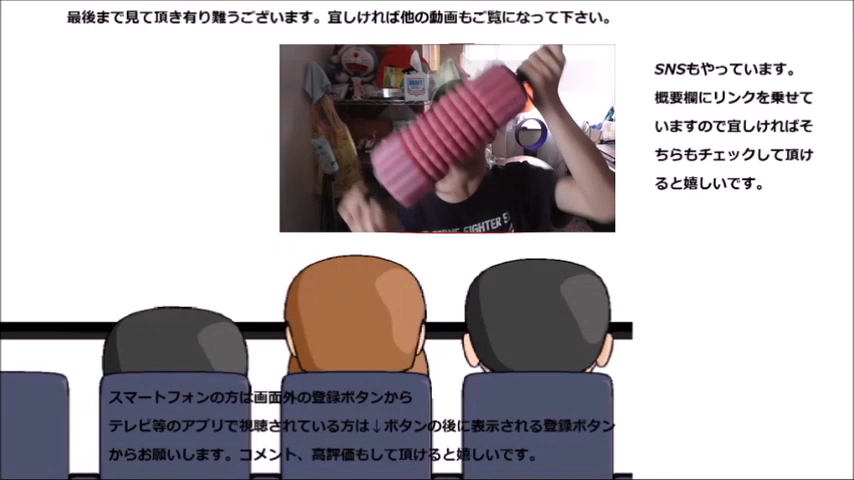 最後まで見て頂き有り難うございます。宜しければ他の動画もご覧になって下さい。
SNSもやっています。
概要欄にリンクを乗せて
いますので宜しければそ
ちらもチェックして頂け
ると嬉しいです。
FIGHTER
スマートフォンの方は画面外の登録ボタンから
テレビ等のアプリで視聴されている方は↓ボタンの後に表示される登録ボタン
からお願いします。コメント、高評価もして頂けると嬉しいです。